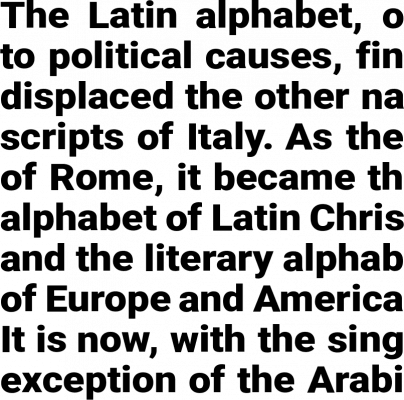 The Latin alphabet, o
to political causes, fin
displaced the other na
scripts of Italy. As the
of Rome, it became th
alphabet of Latin Chris
and the literary alphab
of Europe and America
It is now, with the sing
exception of the Arabi